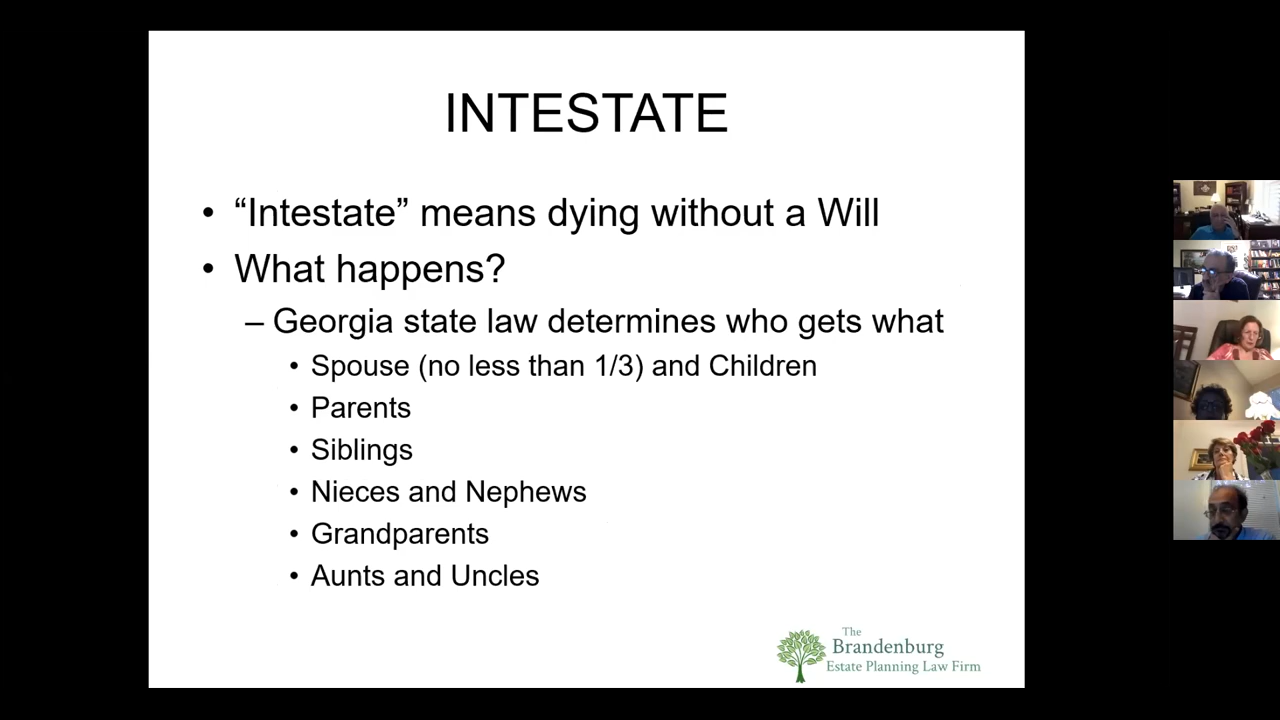 INTESTATE
• “Intestate” means dying without a Will
• What happens?
– Georgia state law determines who gets what
• Spouse (no less than 1/3) and Children
• Parents
• Siblings
• Nieces and Nephews
• Grandparents
• Aunts and Uncles
The
Brandenburg
Estate Planning Law Firm